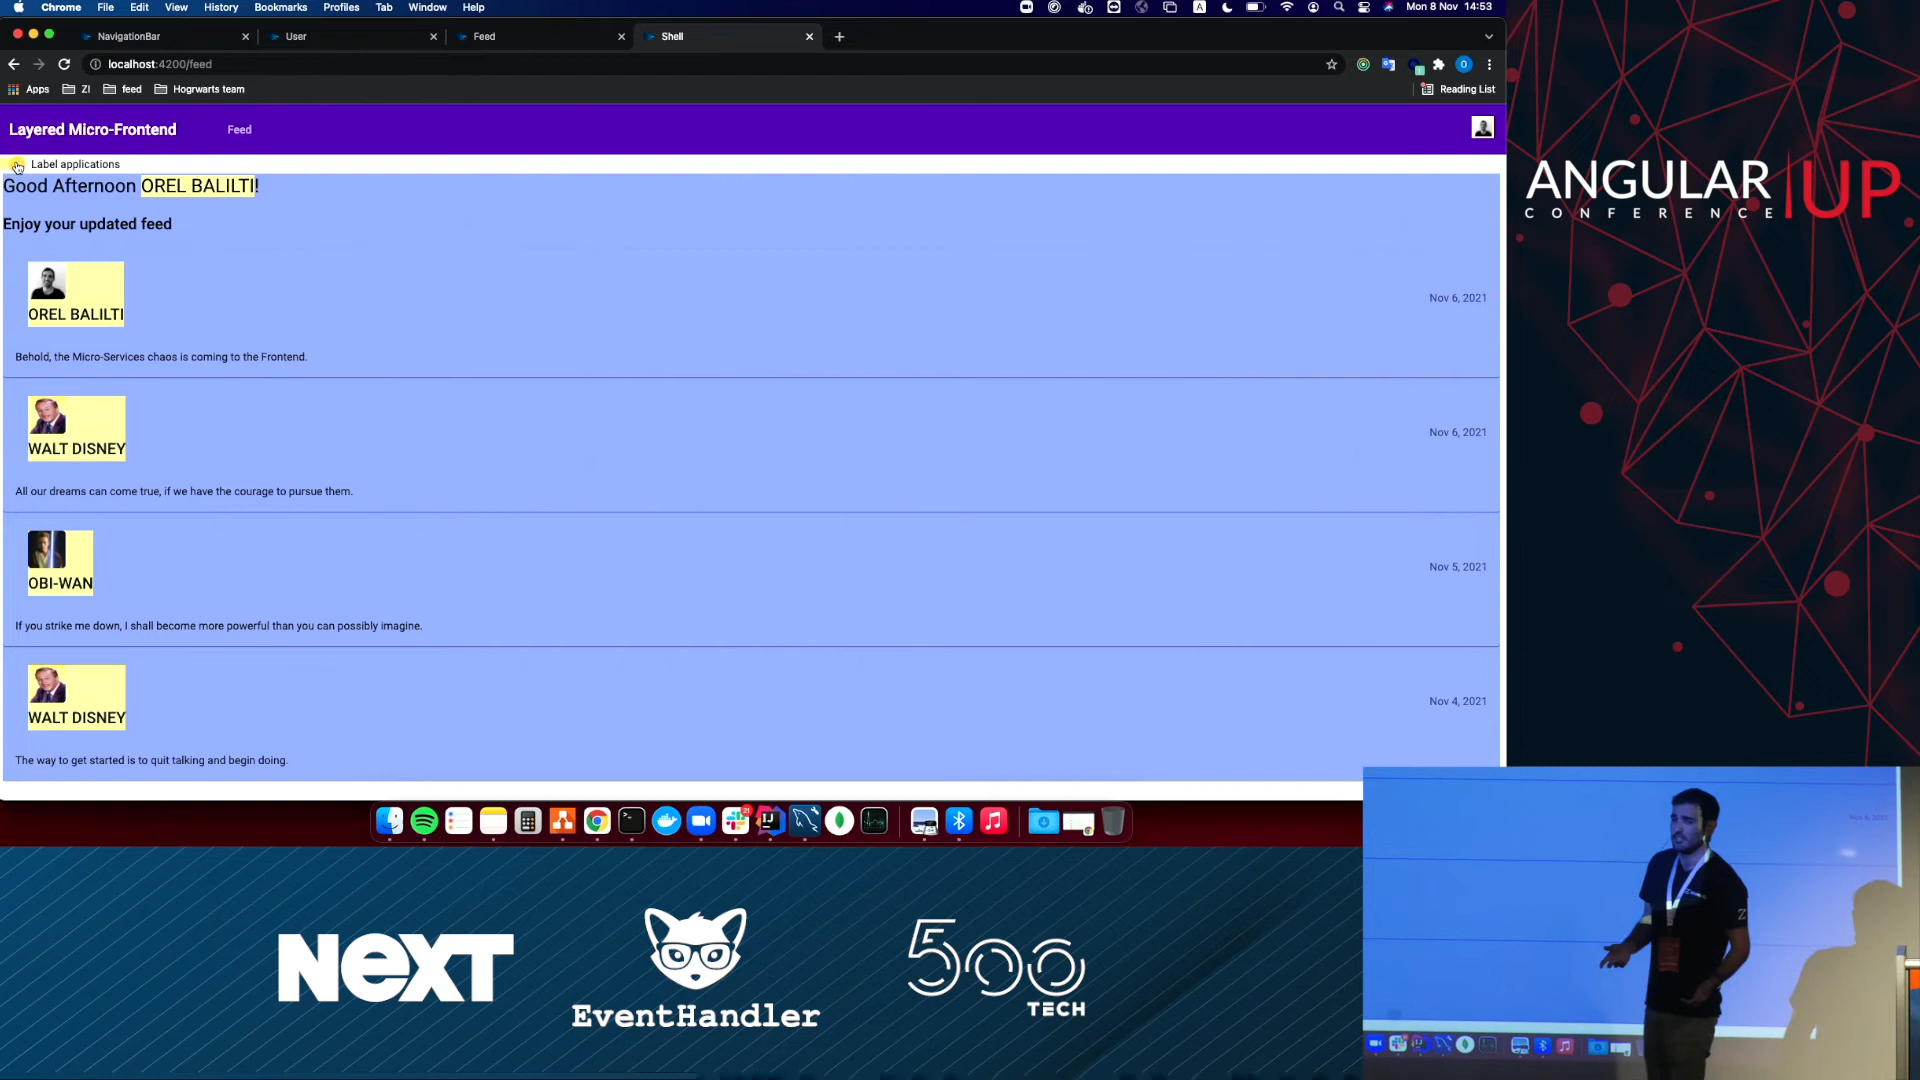 Chrome File Edit View History Bookmarks Profiles Tab Window Help
A Mon 8 Nov 14:53
NavigationBar
User
Feed
Shell
localhost:4200/feed
O
Apps ZI feed Hogrwarts team
Reading List
Layered Micro-Frontend Feed
Label applications
Good Afternoon OREL BALILTI!
Enjoy your updated feed
OREL BALILTI
Nov 6, 2021
Behold, the Micro-Services chaos is coming to the Frontend.
WALT DISNEY
Nov 6, 2021
All our dreams can come true, if we have the courage to pursue them.
OBI-WAN
Nov 5, 2021
If you strike me down, I shall become more powerful than you can possibly imagine.
WALT DISNEY
Nov 4, 2021
The way to get started is to quit talking and begin doing.
21
ANGULAR UP
CONFERENCE
NeXT
EventHandler
500
TECH
Nov 6, 2021
Z